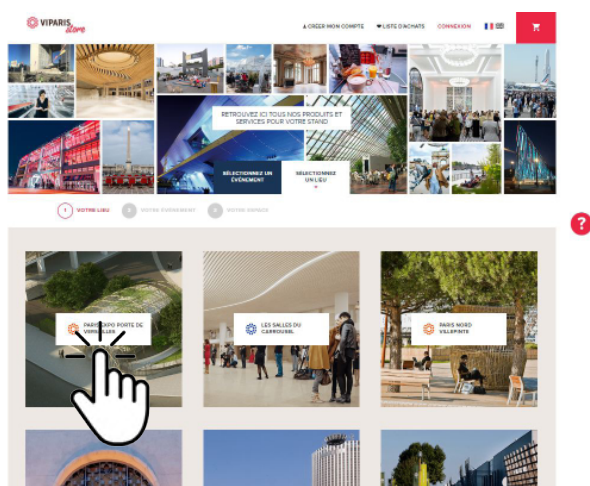 VIPARIS
Store
CRÉER MON COMPTE
LISTE D'ACHATS
CONNEXION
RETROUVEZ ICI TOUS NOS PRODUITS ET
SERVICES POUR VOTRE STAND
SÉLECTIONNEZ UN
ÉVÉNEMENT
SÉLECTIONNEZ
UN LIEU
1 VOTRE LIEU
2 VOTRE ÉVÉNEMENT
3 VOTRE ESPACE
?
PARIS EXPO PORTE DE
VERSAILLES
LES SALLES DU
CARROUSEL
PARIS NORD
VILLEPINTE